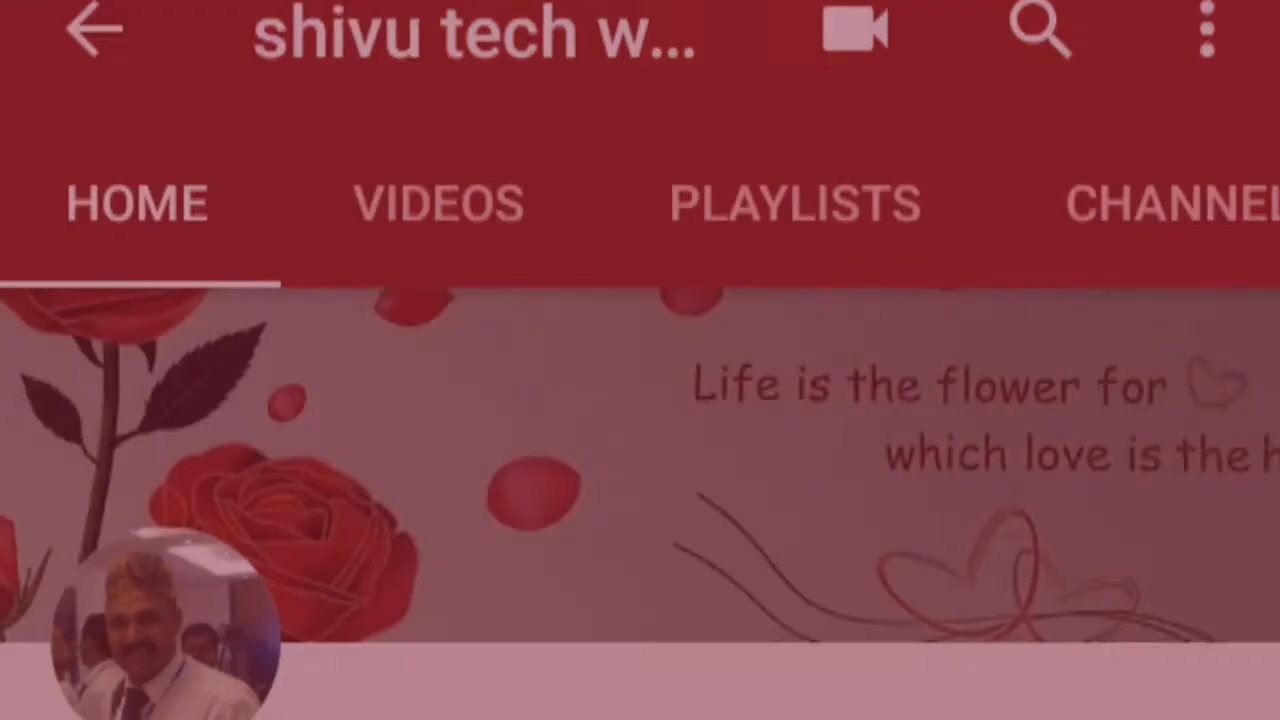 shivu tech w...
HOME VIDEOS PLAYLISTS CHANNEL
Life is the flower for
which love is the h